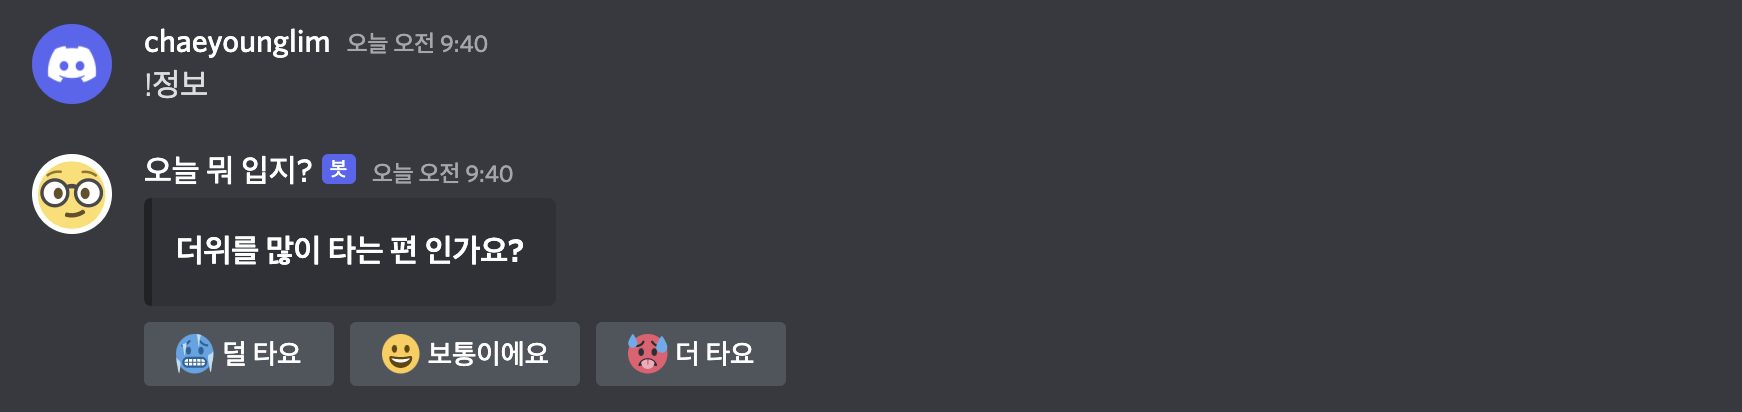 chaeyounglim 오늘 오전 9:40
!정보
오늘 뭐 입지? 봇 오늘 오전 9:40
더위를 많이 타는 편 인가요?
🥶 덜 타요 😀 보통이에요 🥵 더 타요